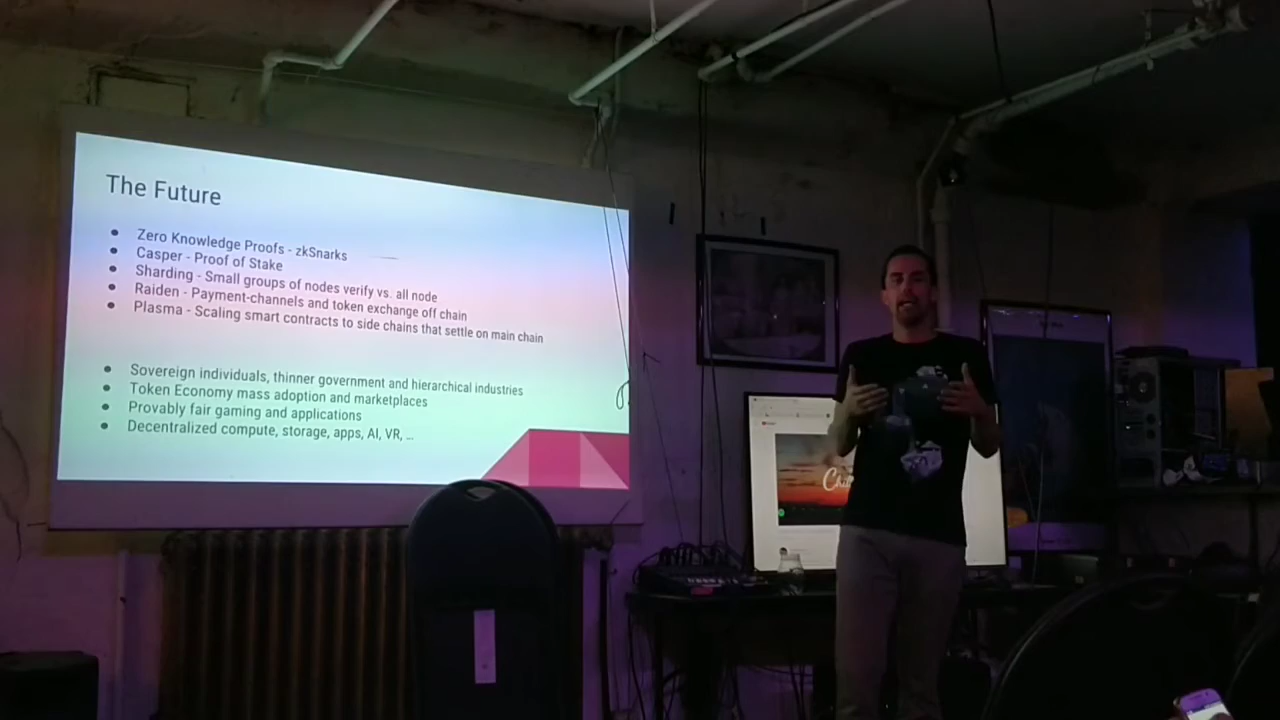 The Future
● Zero Knowledge Proofs - zkSnarks
● Casper - Proof of Stake
● Sharding - Small groups of nodes verify vs. all node
● Raiden - Payment-channels and token exchange off chain
● Plasma - Scaling smart contracts to side chains that settle on main chain
● Sovereign individuals, thinner government and hierarchical industries
● Token Economy mass adoption and marketplaces
● Provably fair gaming and applications
● Decentralized compute, storage, apps, AI, VR, ...